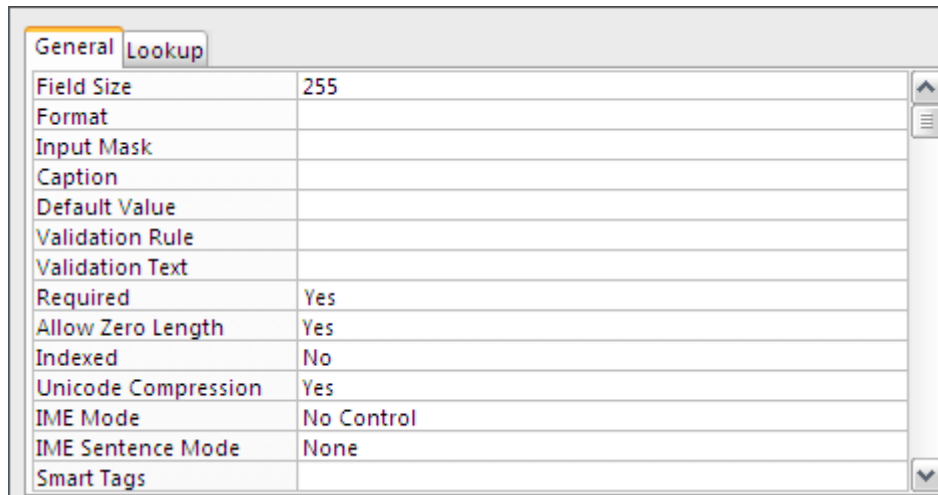 General Lookup
Field Size 255
Format
Input Mask
Caption
Default Value
Validation Rule
Validation Text
Required Yes
Allow Zero Length Yes
Indexed No
Unicode Compression Yes
IME Mode No Control
IME Sentence Mode None
Smart Tags